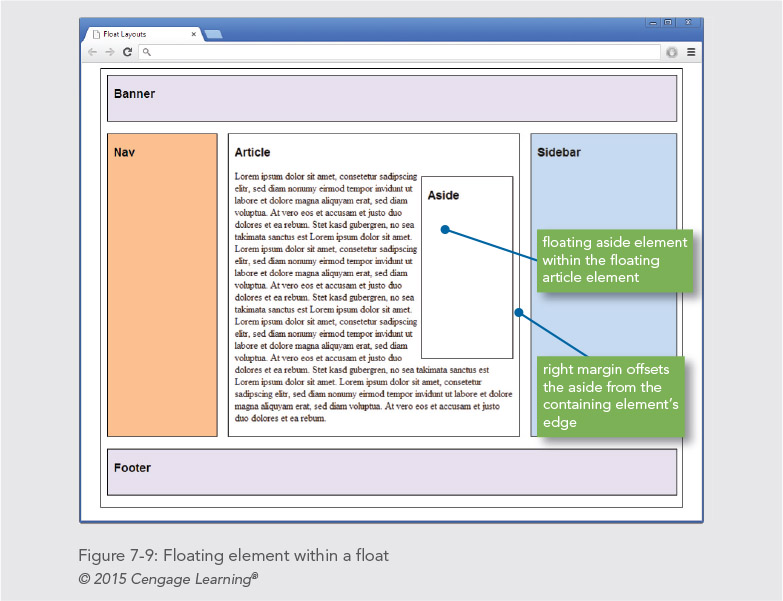 Float Layouts
Banner
Nav
Article
Lorem ipsum dolor sit amet, consetetur sadipscing
elitr, sed diam nonumy eirmod tempor invidunt ut
labore et dolore magna aliquyam erat, sed diam
voluptua. At vero eos et accusam et justo duo
dolores et ea rebum. Stet kasd gubergren, no sea
takimata sanctus est Lorem ipsum dolor sit amet.
Lorem ipsum dolor sit amet, consetetur sadipscing
elitr, sed diam nonumy eirmod tempor invidunt ut
labore et dolore magna aliquyam erat, sed diam
voluptua. At vero eos et accusam et justo duo
dolores et ea rebum. Stet kasd gubergren, no sea
takimata sanctus est Lorem ipsum dolor sit amet.
Lorem ipsum dolor sit amet, consetetur sadipscing
elitr, sed diam nonumy eirmod tempor invidunt ut
labore et dolore magna aliquyam erat, sed diam
voluptua. At vero eos et accusam et justo duo
dolores et ea rebum. Stet kasd gubergren, no sea takimata sanctus est
Lorem ipsum dolor sit amet. Lorem ipsum dolor sit amet, consetetur
sadipscing elitr, sed diam nonumy eirmod tempor invidunt ut labore et dolore
magna aliquyam erat, sed diam voluptua. At vero eos et accusam et justo
duo dolores et ea rebum.
Aside
Sidebar
floating aside element
within the floating
article element
right margin offsets
the aside from the
containing element's
edge
Footer
Figure 7-9: Floating element within a float
© 2015 Cengage Learning®